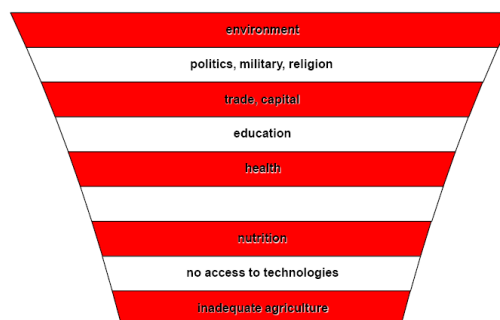 environment
politics, military, religion
trade, capital
education
health
nutrition
no access to technologies
inadequate agriculture